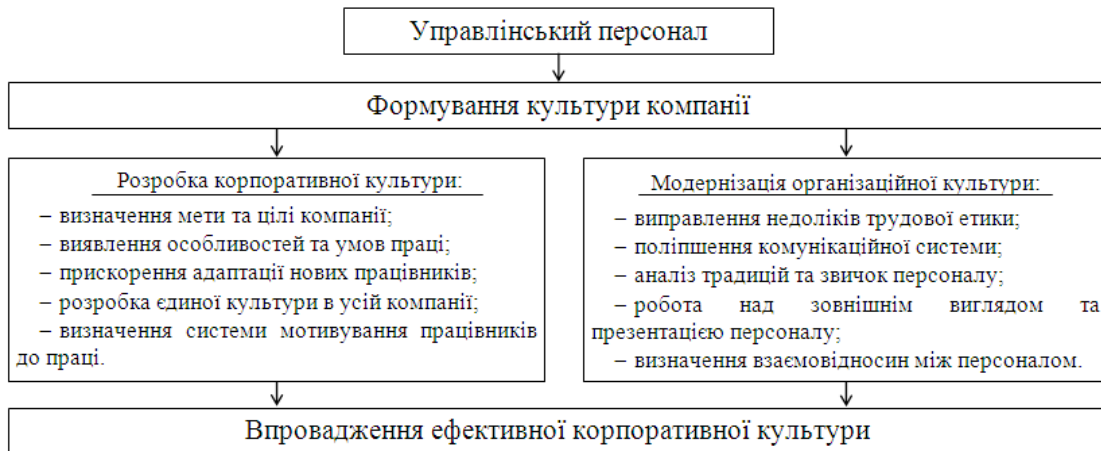 Управлінський персонал
Формування культури компанії
Розробка корпоративної культури:
– визначення мети та цілі компанії;
– виявлення особливостей та умов праці;
– прискорення адаптації нових працівників;
– розробка єдиної культури в усій компанії;
– визначення системи мотивування працівників
до праці.
Модернізація організаційної культури:
– виправлення недоліків трудової етики;
– поліпшення комунікаційної системи;
– аналіз традицій та звичок персоналу;
– робота над зовнішнім виглядом та
презентацією персоналу;
– визначення взаємовідносин між персоналом.
Впровадження ефективної корпоративної культури